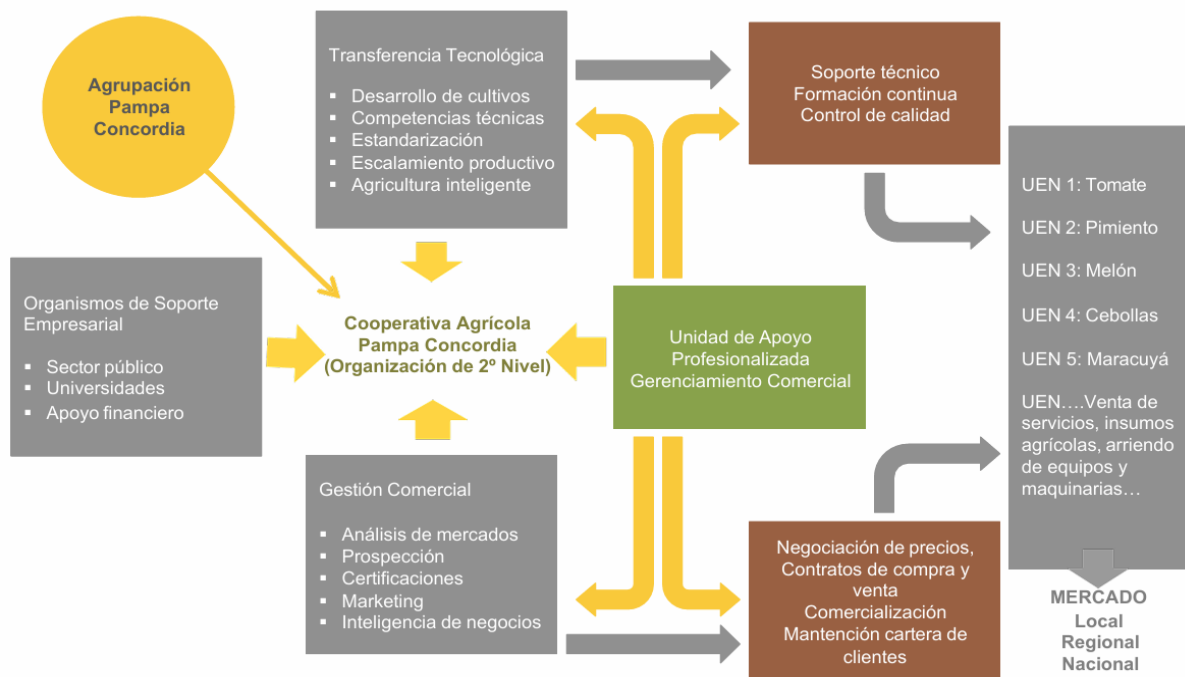 Agrupación
Pampa
Concordia
Transferencia Tecnológica
▪ Desarrollo de cultivos
▪ Competencias técnicas
▪ Estandarización
▪ Escalamiento productivo
▪ Agricultura inteligente
Soporte técnico
Formación continua
Control de calidad
Organismos de Soporte
Empresarial
▪ Sector público
▪ Universidades
▪ Apoyo financiero
Cooperativa Agrícola
Pampa Concordia
(Organización de 2º Nivel)
Unidad de Apoyo
Profesionalizada
Gerenciamiento Comercial
Gestión Comercial
▪ Análisis de mercados
▪ Prospección
▪ Certificaciones
▪ Marketing
▪ Inteligencia de negocios
Negociación de precios,
Contratos de compra y
venta
Comercialización
Mantención cartera de
clientes
UEN 1: Tomate
UEN 2: Pimiento
UEN 3: Melón
UEN 4: Cebollas
UEN 5: Maracuyá
UEN….Venta de
servicios, insumos
agrícolas, arriendo
de equipos y
maquinarias…
MERCADO
Local
Regional
Nacional